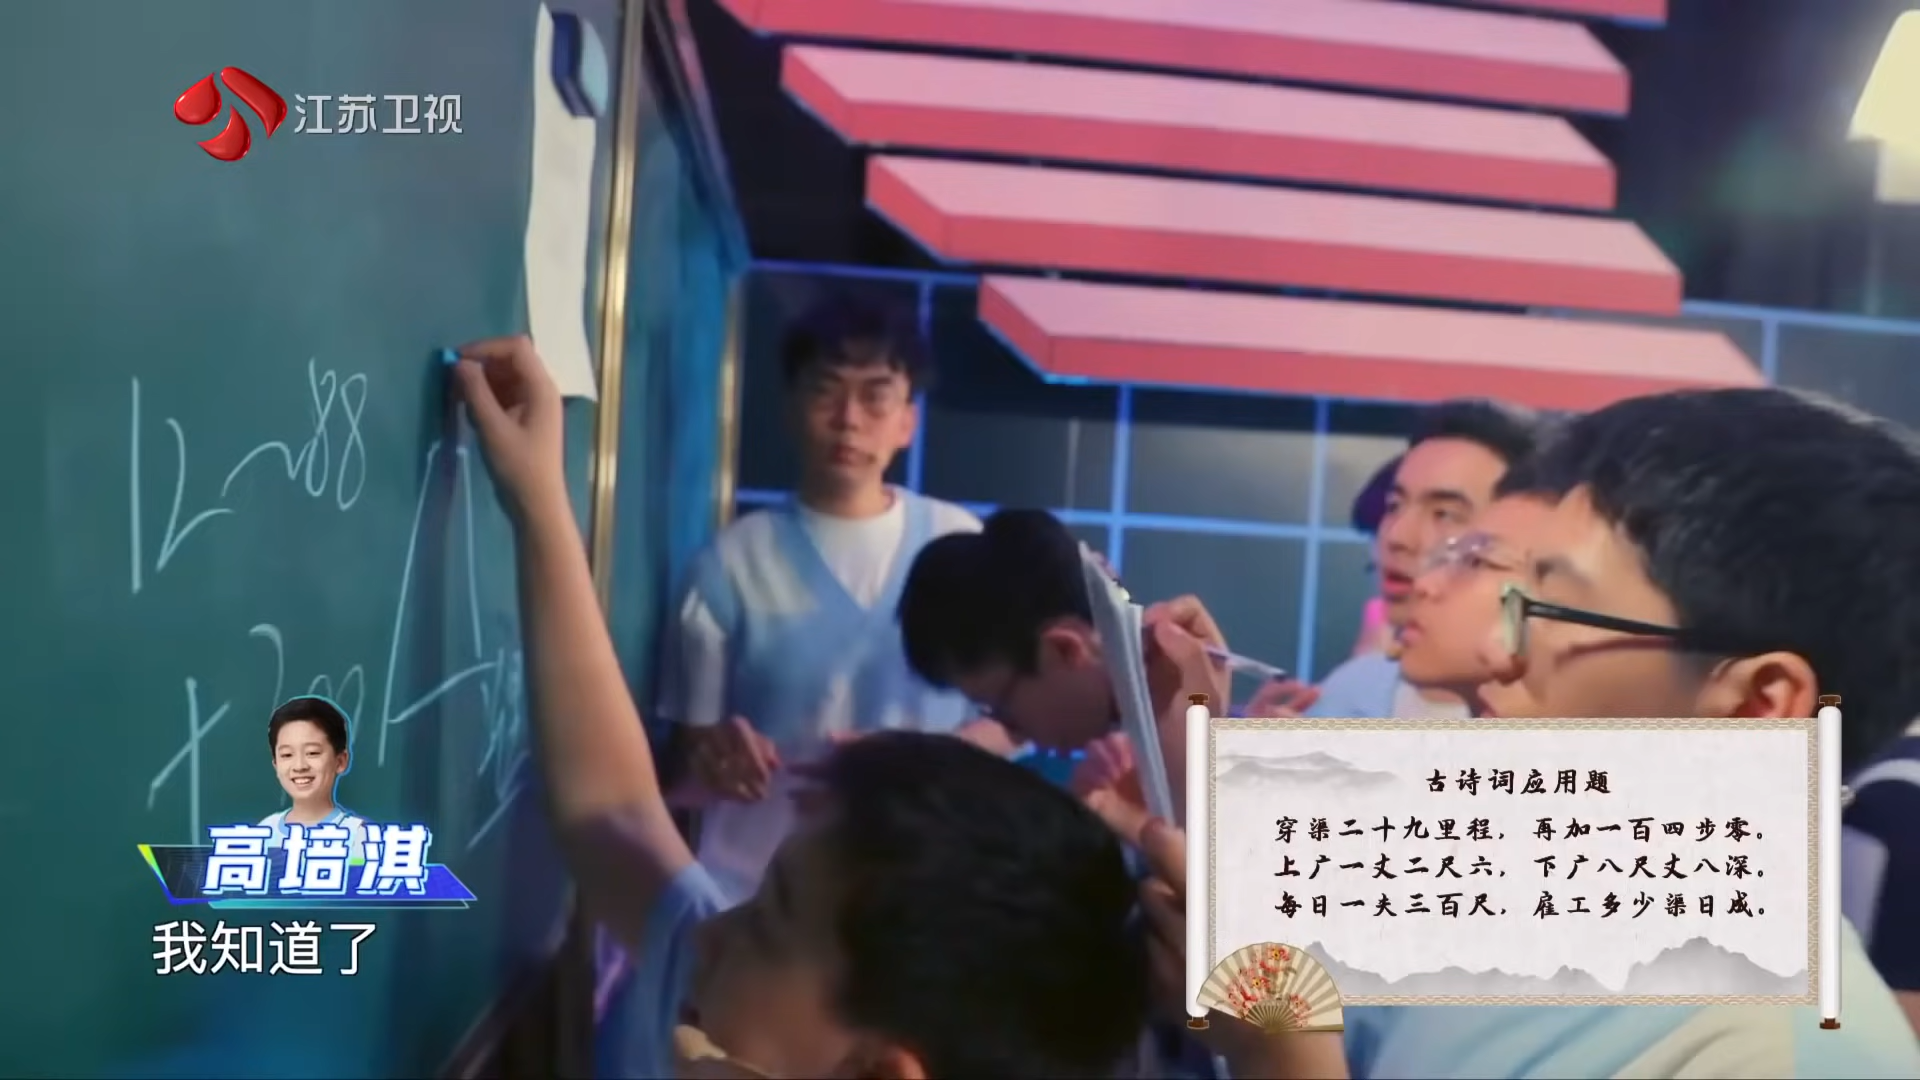 江苏卫视
12~88
古诗词应用题
穿渠二十九里程，再加一百四步零。
上广一丈二尺六，下广八尺丈八深。
每日一夫三百尺，雇工多少渠日成。
高培淇
我知道了